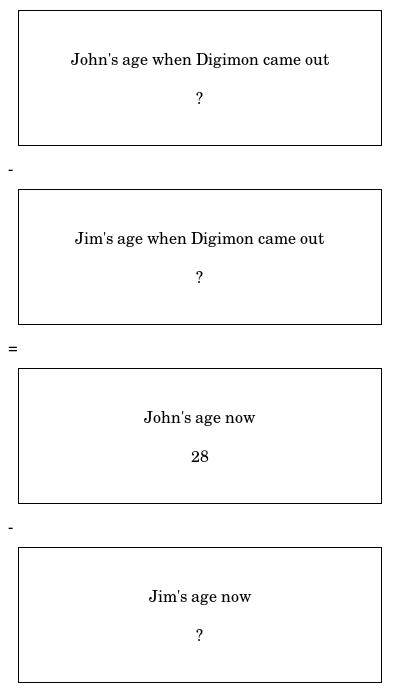 John's age when Digimon came out
?
-
Jim's age when Digimon came out
?
=
John's age now
28
-
Jim's age now
?